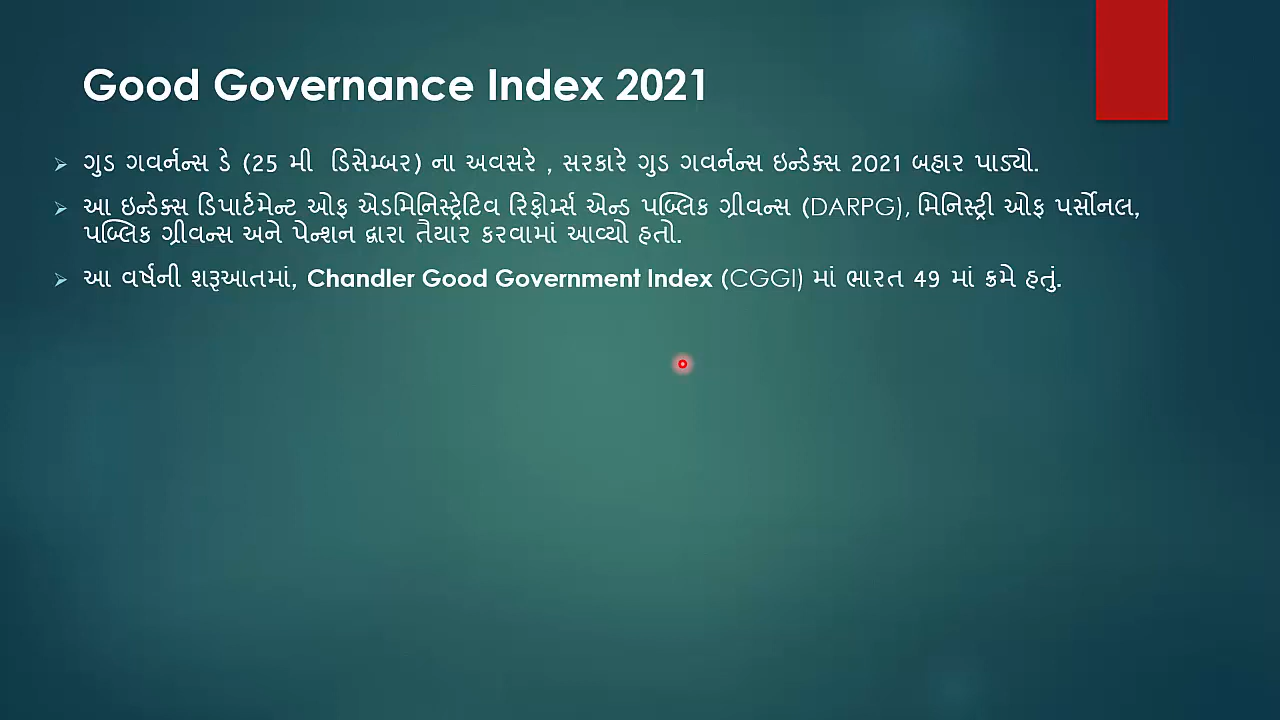 Good Governance Index 2021
ગુડ ગવર્નન્સ ડે (25 મી ડિસેમ્બર) ના અવસરે , સરકારે ગુડ ગવર્નન્સ ઇન્ડેક્સ 2021 બહાર પાડ્યો.
આ ઇન્ડેક્સ ડિપાર્ટમેન્ટ ઓફ એડમિનિસ્ટ્રેટિવ રિફોર્મ્સ એન્ડ પબ્લિક ગ્રીવન્સ (DARPG), મિનિસ્ટ્રી ઓફ પર્સોનલ,
પબ્લિક ગ્રીવન્સ અને પેન્શન દ્વારા તૈયાર કરવામાં આવ્યો હતો.
આ વર્ષની શરૂઆતમાં, Chandler Good Government Index (CGGI) માં ભારત 49 માં ક્રમે હતું.